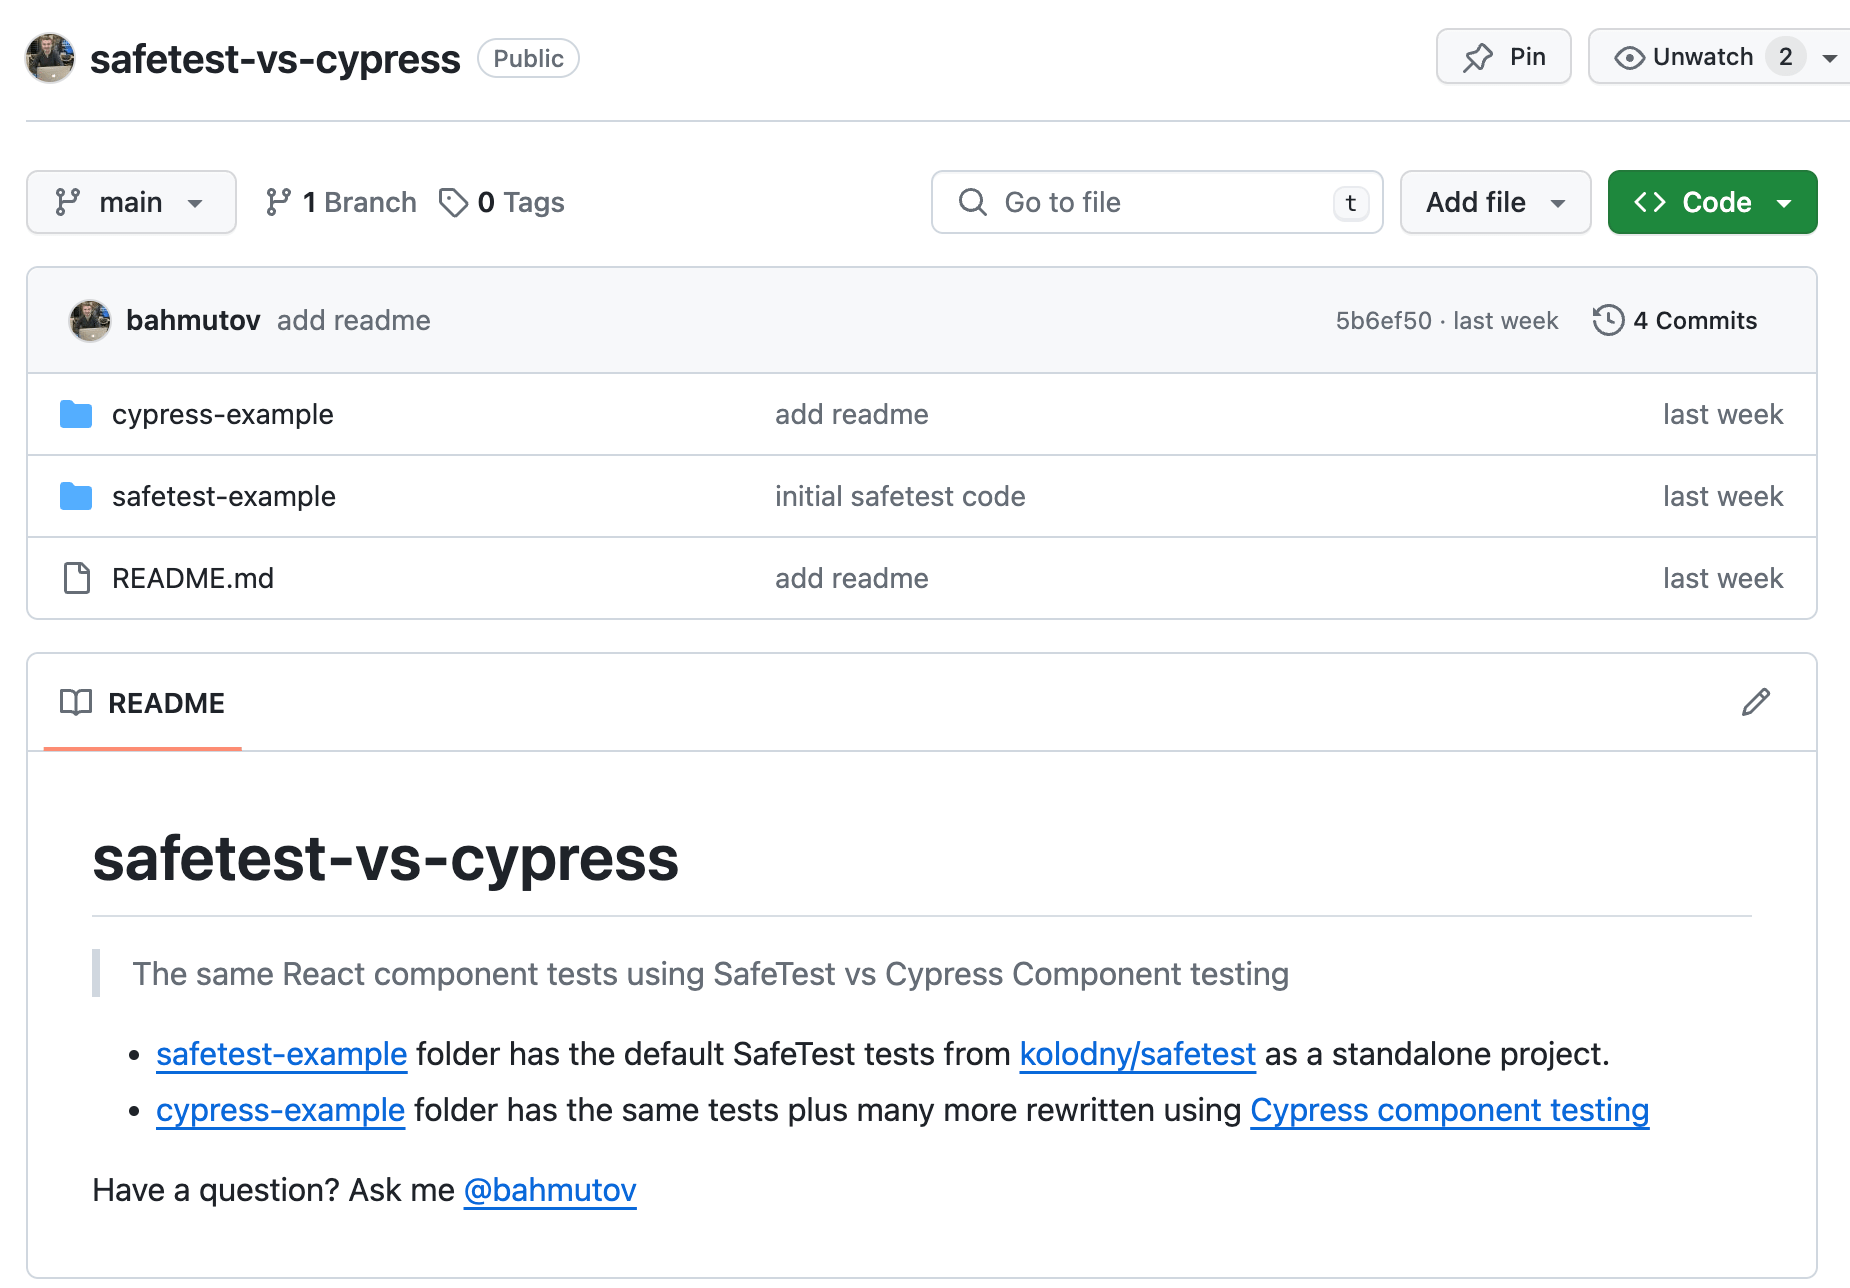 safetest-vs-cypress Public Pin Unwatch 2
main 1 Branch 0 Tags Go to file t Add file Code
bahmutov add readme 5b6ef50 · last week 4 Commits
cypress-example add readme last week
safetest-example initial safetest code last week
README.md add readme last week
README
safetest-vs-cypress
The same React component tests using SafeTest vs Cypress Component testing
• safetest-example folder has the default SafeTest tests from kolodny/safetest as a standalone project.
• cypress-example folder has the same tests plus many more rewritten using Cypress component testing
Have a question? Ask me @bahmutov